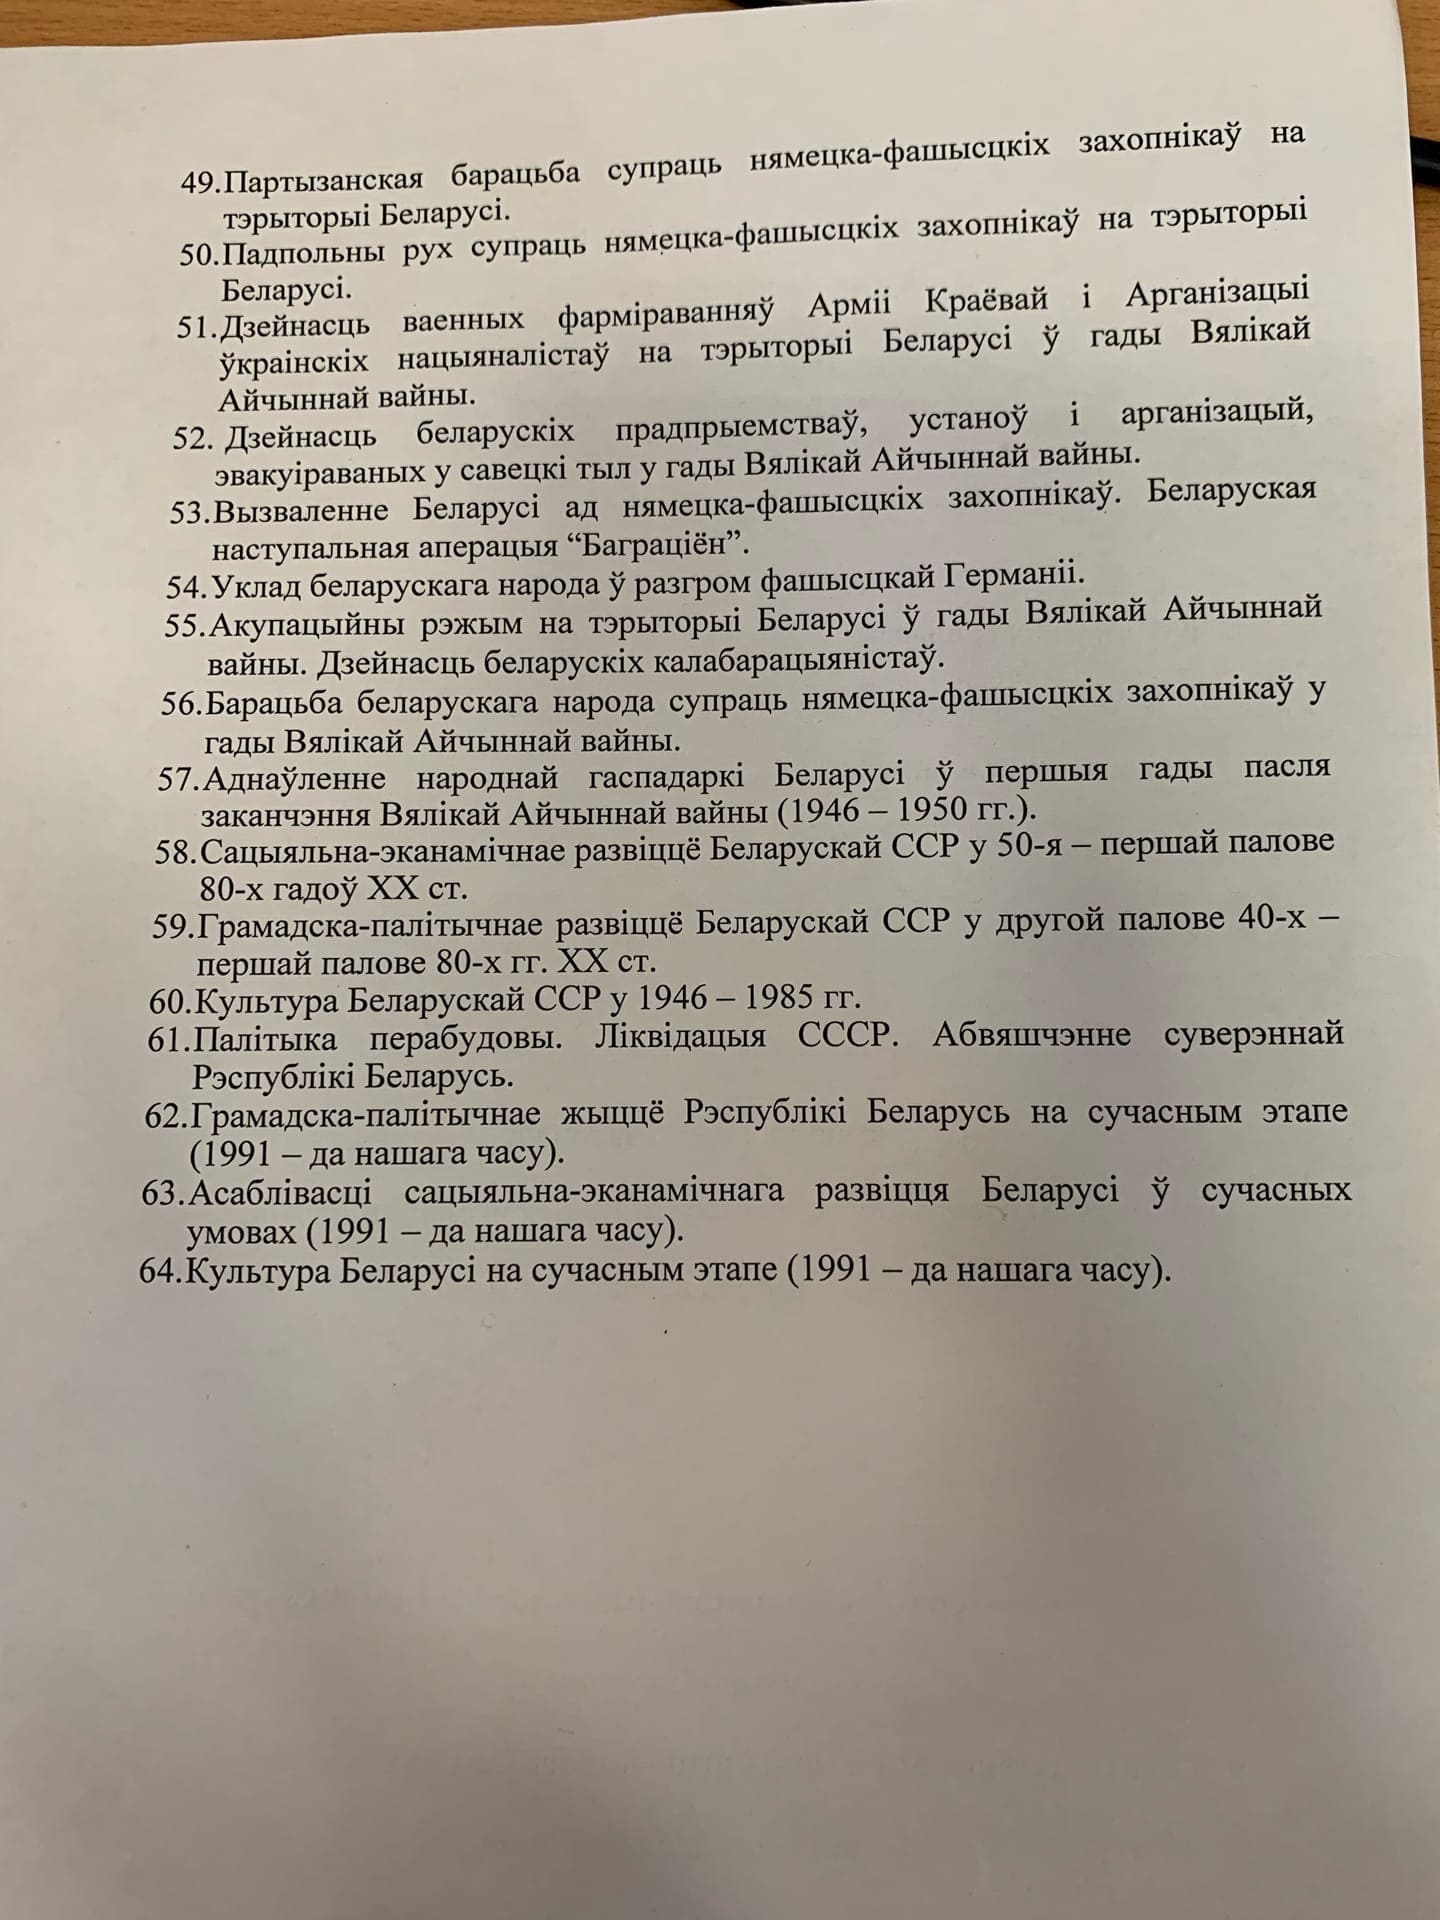 49.Партызанская барацьба супраць нямецка-фашысцкіх захопнікаў на
тэрыторыі Беларусі.
50.Падпольны рух супраць нямецка-фашысцкіх захопнікаў на тэрыторыі
Беларусі.
51.Дзейнасць ваенных фарміраванняў Арміі Краёвай і Арганізацыі
ўкраінскіх нацыяналістаў на тэрыторыі Беларусі ў гады Вялікай
Айчыннай вайны.
52. Дзейнасць беларускіх прадпрыемстваў, устаноў і арганізацый,
эвакуіраваных у савецкі тыл у гады Вялікай Айчыннай вайны.
53.Вызваленне Беларусі ад нямецка-фашысцкіх захопнікаў. Беларуская
наступальная аперацыя “Баграціён”.
54.Уклад беларускага народа ў разгром фашысцкай Германіі.
55.Акупацыйны рэжым на тэрыторыі Беларусі ў гады Вялікай Айчыннай
вайны. Дзейнасць беларускіх калабарацыяністаў.
56.Барацьба беларускага народа супраць нямецка-фашысцкіх захопнікаў у
гады Вялікай Айчыннай вайны.
57.Аднаўленне народнай гаспадаркі Беларусі ў першыя гады пасля
заканчэння Вялікай Айчыннай вайны (1946 – 1950 гг.).
58.Сацыяльна-эканамічнае развіццё Беларускай ССР у 50-я – першай палове
80-х гадоў XX ст.
59.Грамадска-палітычнае развіццё Беларускай ССР у другой палове 40-х –
першай палове 80-х гг. XX ст.
60.Культура Беларускай ССР у 1946 – 1985 гг.
61.Палітыка перабудовы. Ліквідацыя СССР. Абвяшчэнне суверэннай
Рэспублікі Беларусь.
62.Грамадска-палітычнае жыццё Рэспублікі Беларусь на сучасным этапе
(1991 – да нашага часу).
63.Асаблівасці сацыяльна-эканамічнага развіцця Беларусі ў сучасных
умовах (1991 – да нашага часу).
64.Культура Беларусі на сучасным этапе (1991 – да нашага часу).